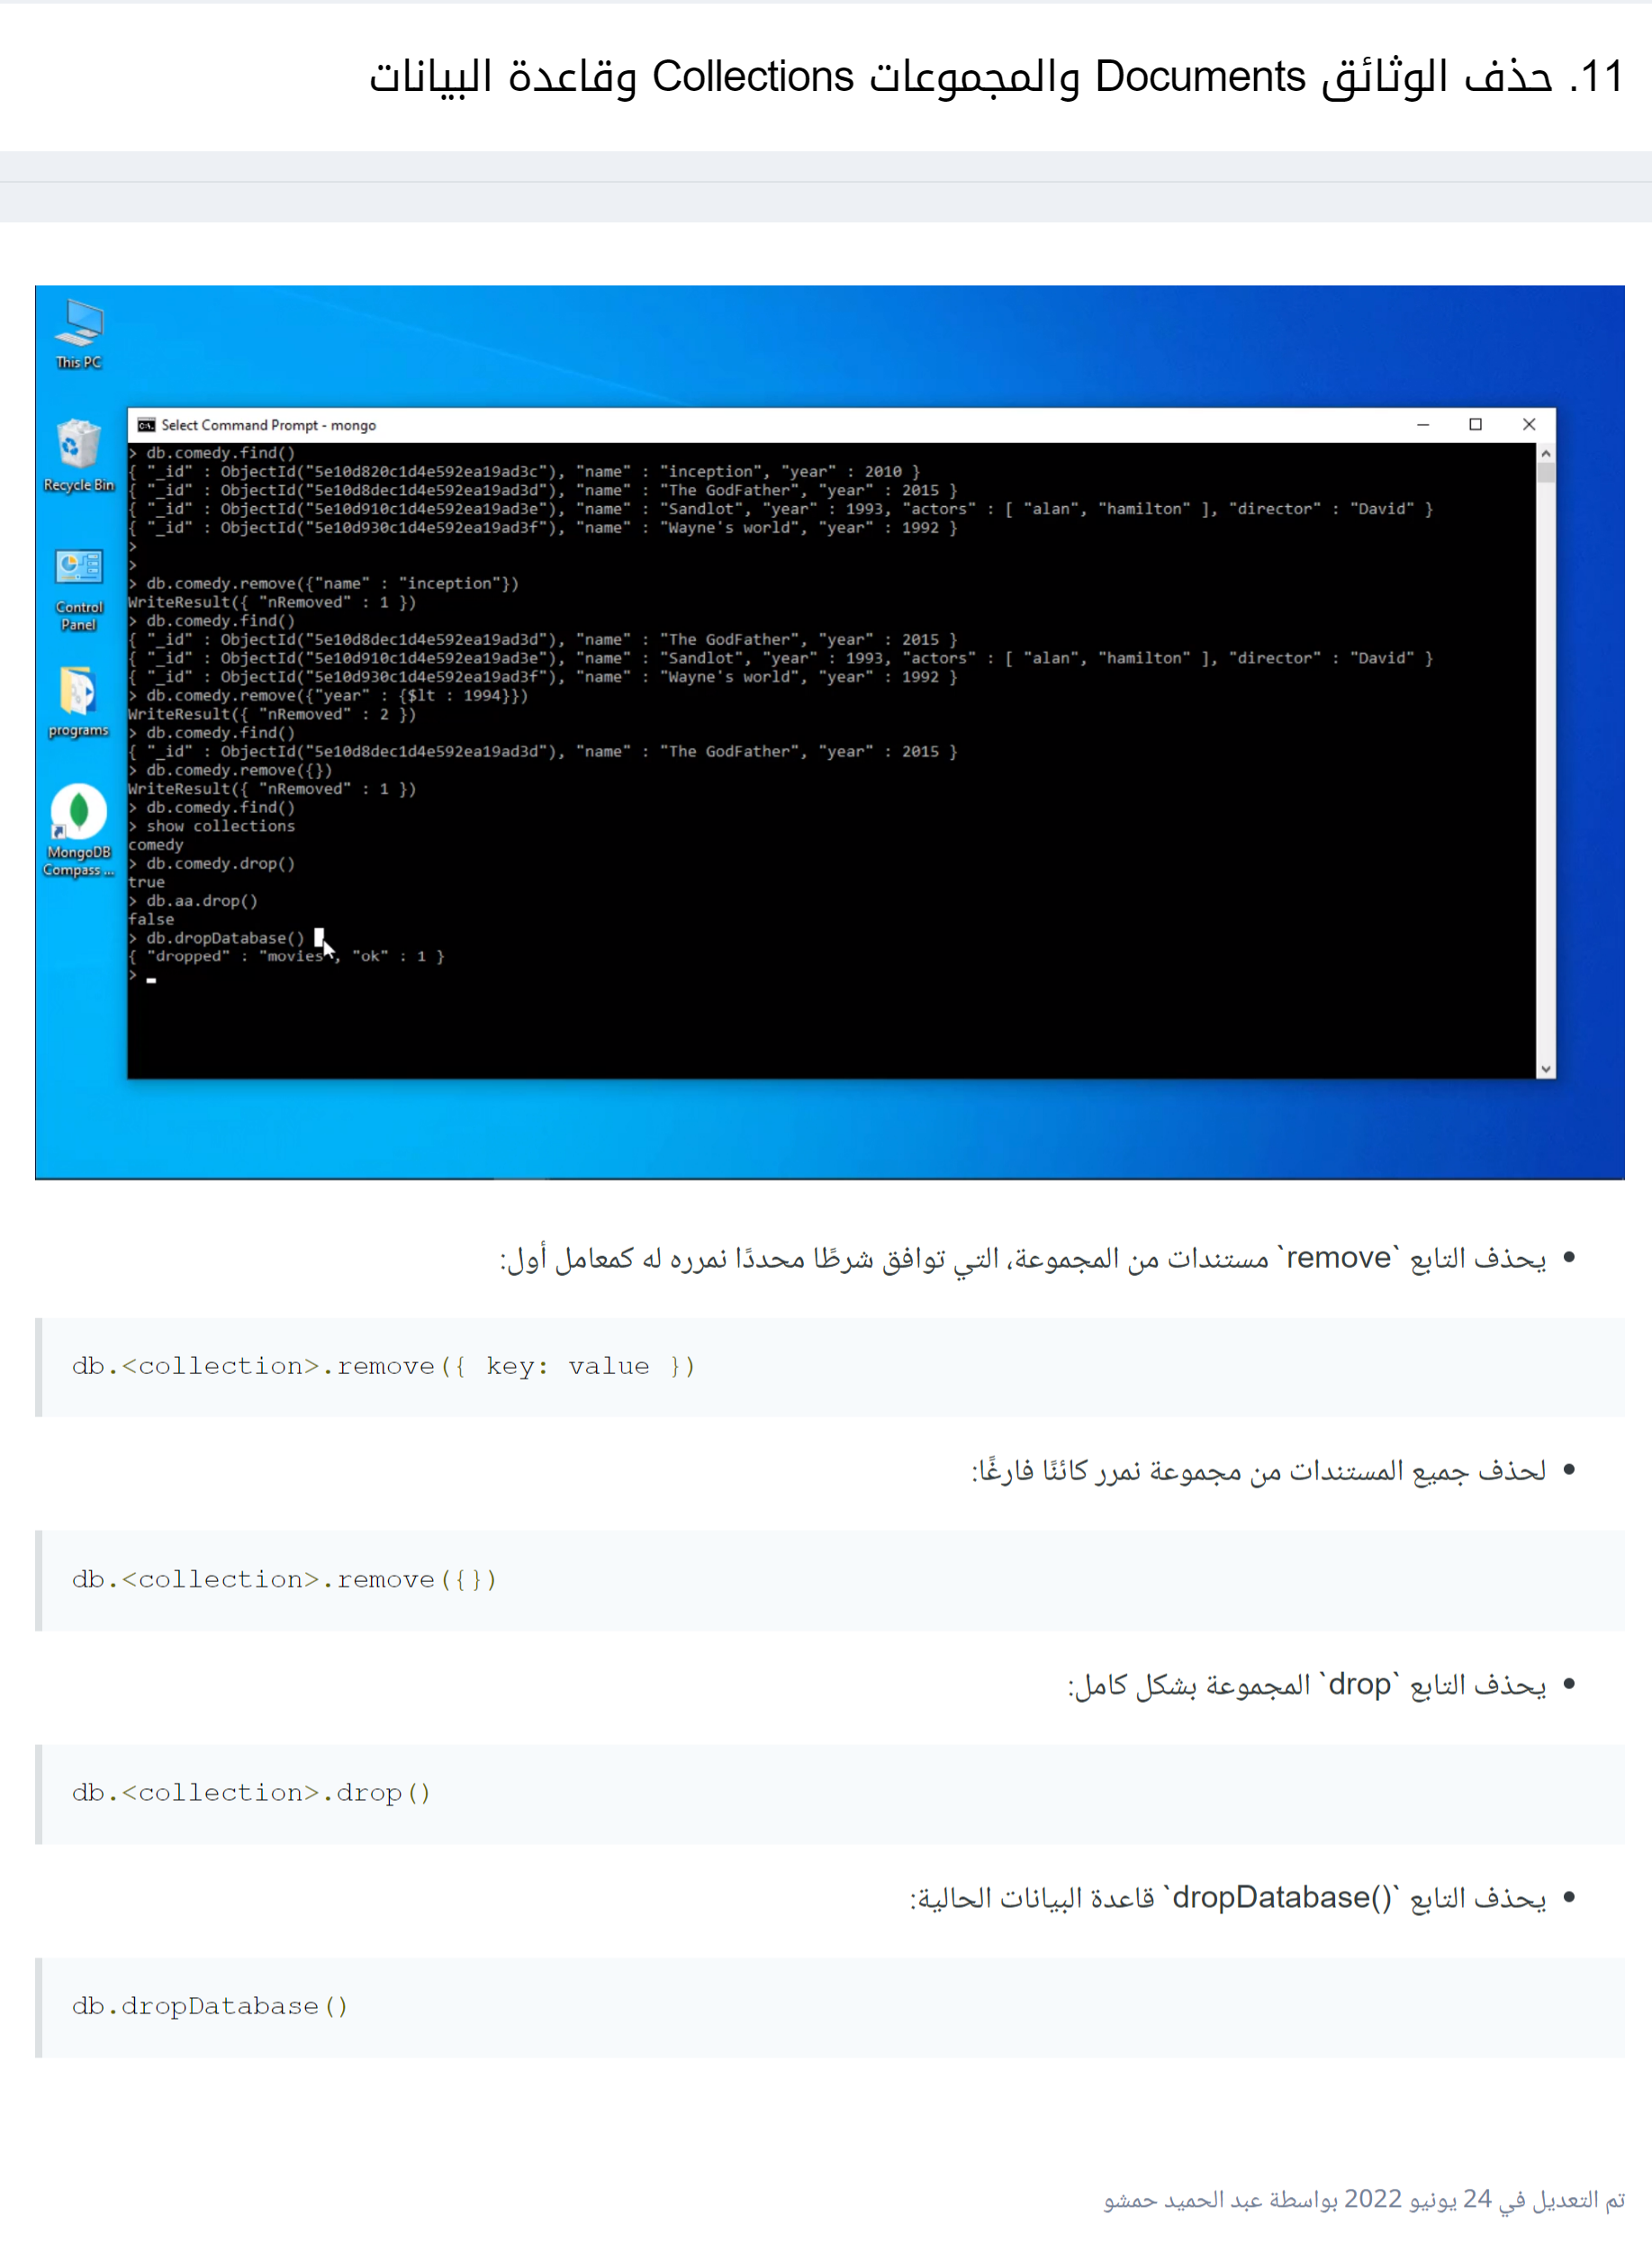 11. حذف الوثائق Documents والمجموعات Collections وقاعدة البيانات
This PC
Recycle Bin
Control
Panel
programs
MongoDB
Compass ...
Select Command Prompt - mongo
> db.comedy.find()
{ "_id" : ObjectId("5e10d820c1d4e592ea19ad3c"), "name" : "inception", "year" : 2010 }
{ "_id" : ObjectId("5e10d8dec1d4e592ea19ad3d"), "name" : "The GodFather", "year" : 2015 }
{ "_id" : ObjectId("5e10d910c1d4e592ea19ad3e"), "name" : "Sandlot", "year" : 1993, "actors" : [ "alan", "hamilton" ], "director" : "David" }
{ "_id" : ObjectId("5e10d930c1d4e592ea19ad3f"), "name" : "Wayne's world", "year" : 1992 }
>
>
> db.comedy.remove({"name" : "inception"})
WriteResult({ "nRemoved" : 1 })
> db.comedy.find()
{ "_id" : ObjectId("5e10d8dec1d4e592ea19ad3d"), "name" : "The GodFather", "year" : 2015 }
{ "_id" : ObjectId("5e10d910c1d4e592ea19ad3e"), "name" : "Sandlot", "year" : 1993, "actors" : [ "alan", "hamilton" ], "director" : "David" }
{ "_id" : ObjectId("5e10d930c1d4e592ea19ad3f"), "name" : "Wayne's world", "year" : 1992 }
> db.comedy.remove({"year" : {$lt : 1994}})
WriteResult({ "nRemoved" : 2 })
> db.comedy.find()
{ "_id" : ObjectId("5e10d8dec1d4e592ea19ad3d"), "name" : "The GodFather", "year" : 2015 }
> db.comedy.remove({})
WriteResult({ "nRemoved" : 1 })
> db.comedy.find()
> show collections
comedy
> db.comedy.drop()
true
> db.aa.drop()
false
> db.dropDatabase()
{ "dropped" : "movies", "ok" : 1 }
>
• يحذف التابع `remove` مستندات من المجموعة، التي توافق شرطًا محددًا نمرره له كمعامل أول:
db.<collection>.remove({ key: value })
• لحذف جميع المستندات من مجموعة نمرر كائنًا فارغًا:
db.<collection>.remove({})
• يحذف التابع `drop` المجموعة بشكل كامل:
db.<collection>.drop()
• يحذف التابع `dropDatabase()` قاعدة البيانات الحالية:
db.dropDatabase()
تم التعديل في 24 يونيو 2022 بواسطة عبد الحميد حمشو